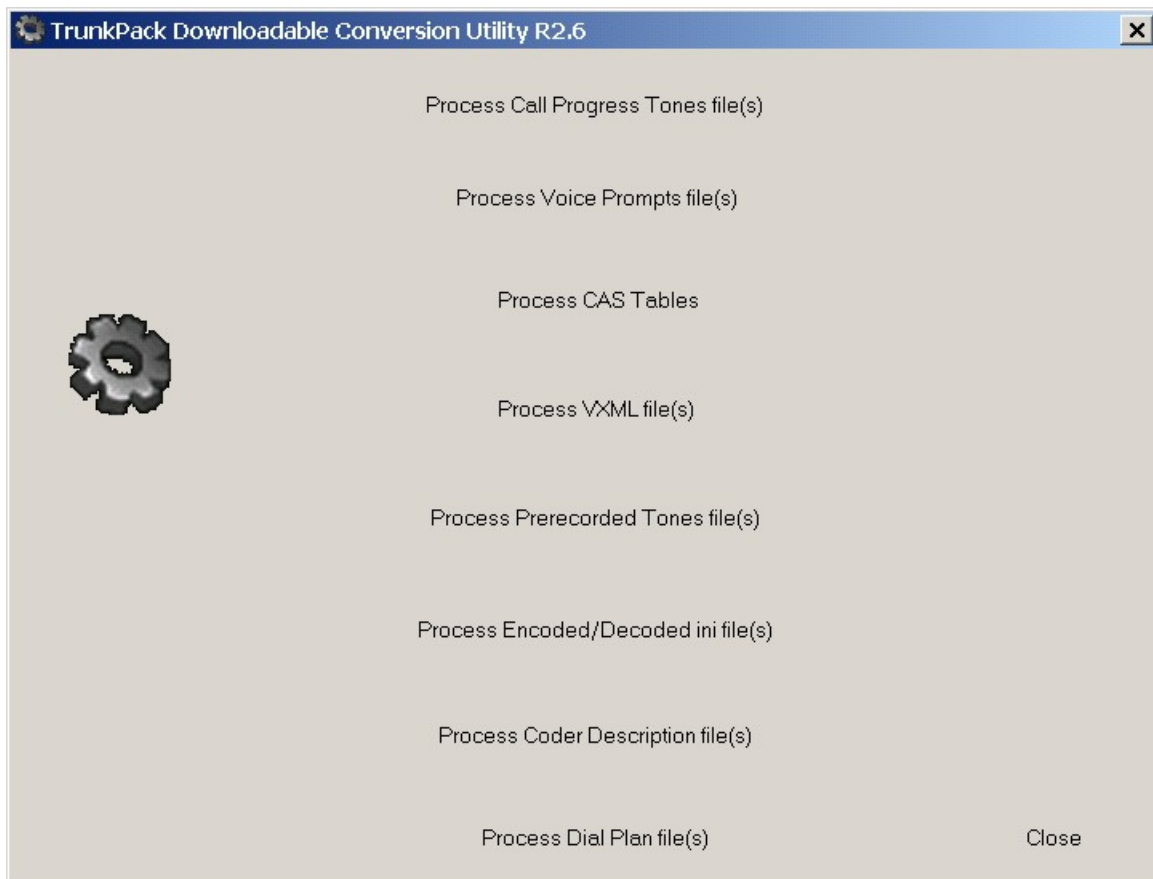 TrunkPack Downloadable Conversion Utility R2.6
Process Call Progress Tones file(s)
Process Voice Prompts file(s)
Process CAS Tables
Process VXML file(s)
Process Prerecorded Tones file(s)
Process Encoded/Decoded ini file(s)
Process Coder Description file(s)
Process Dial Plan file(s)
Close